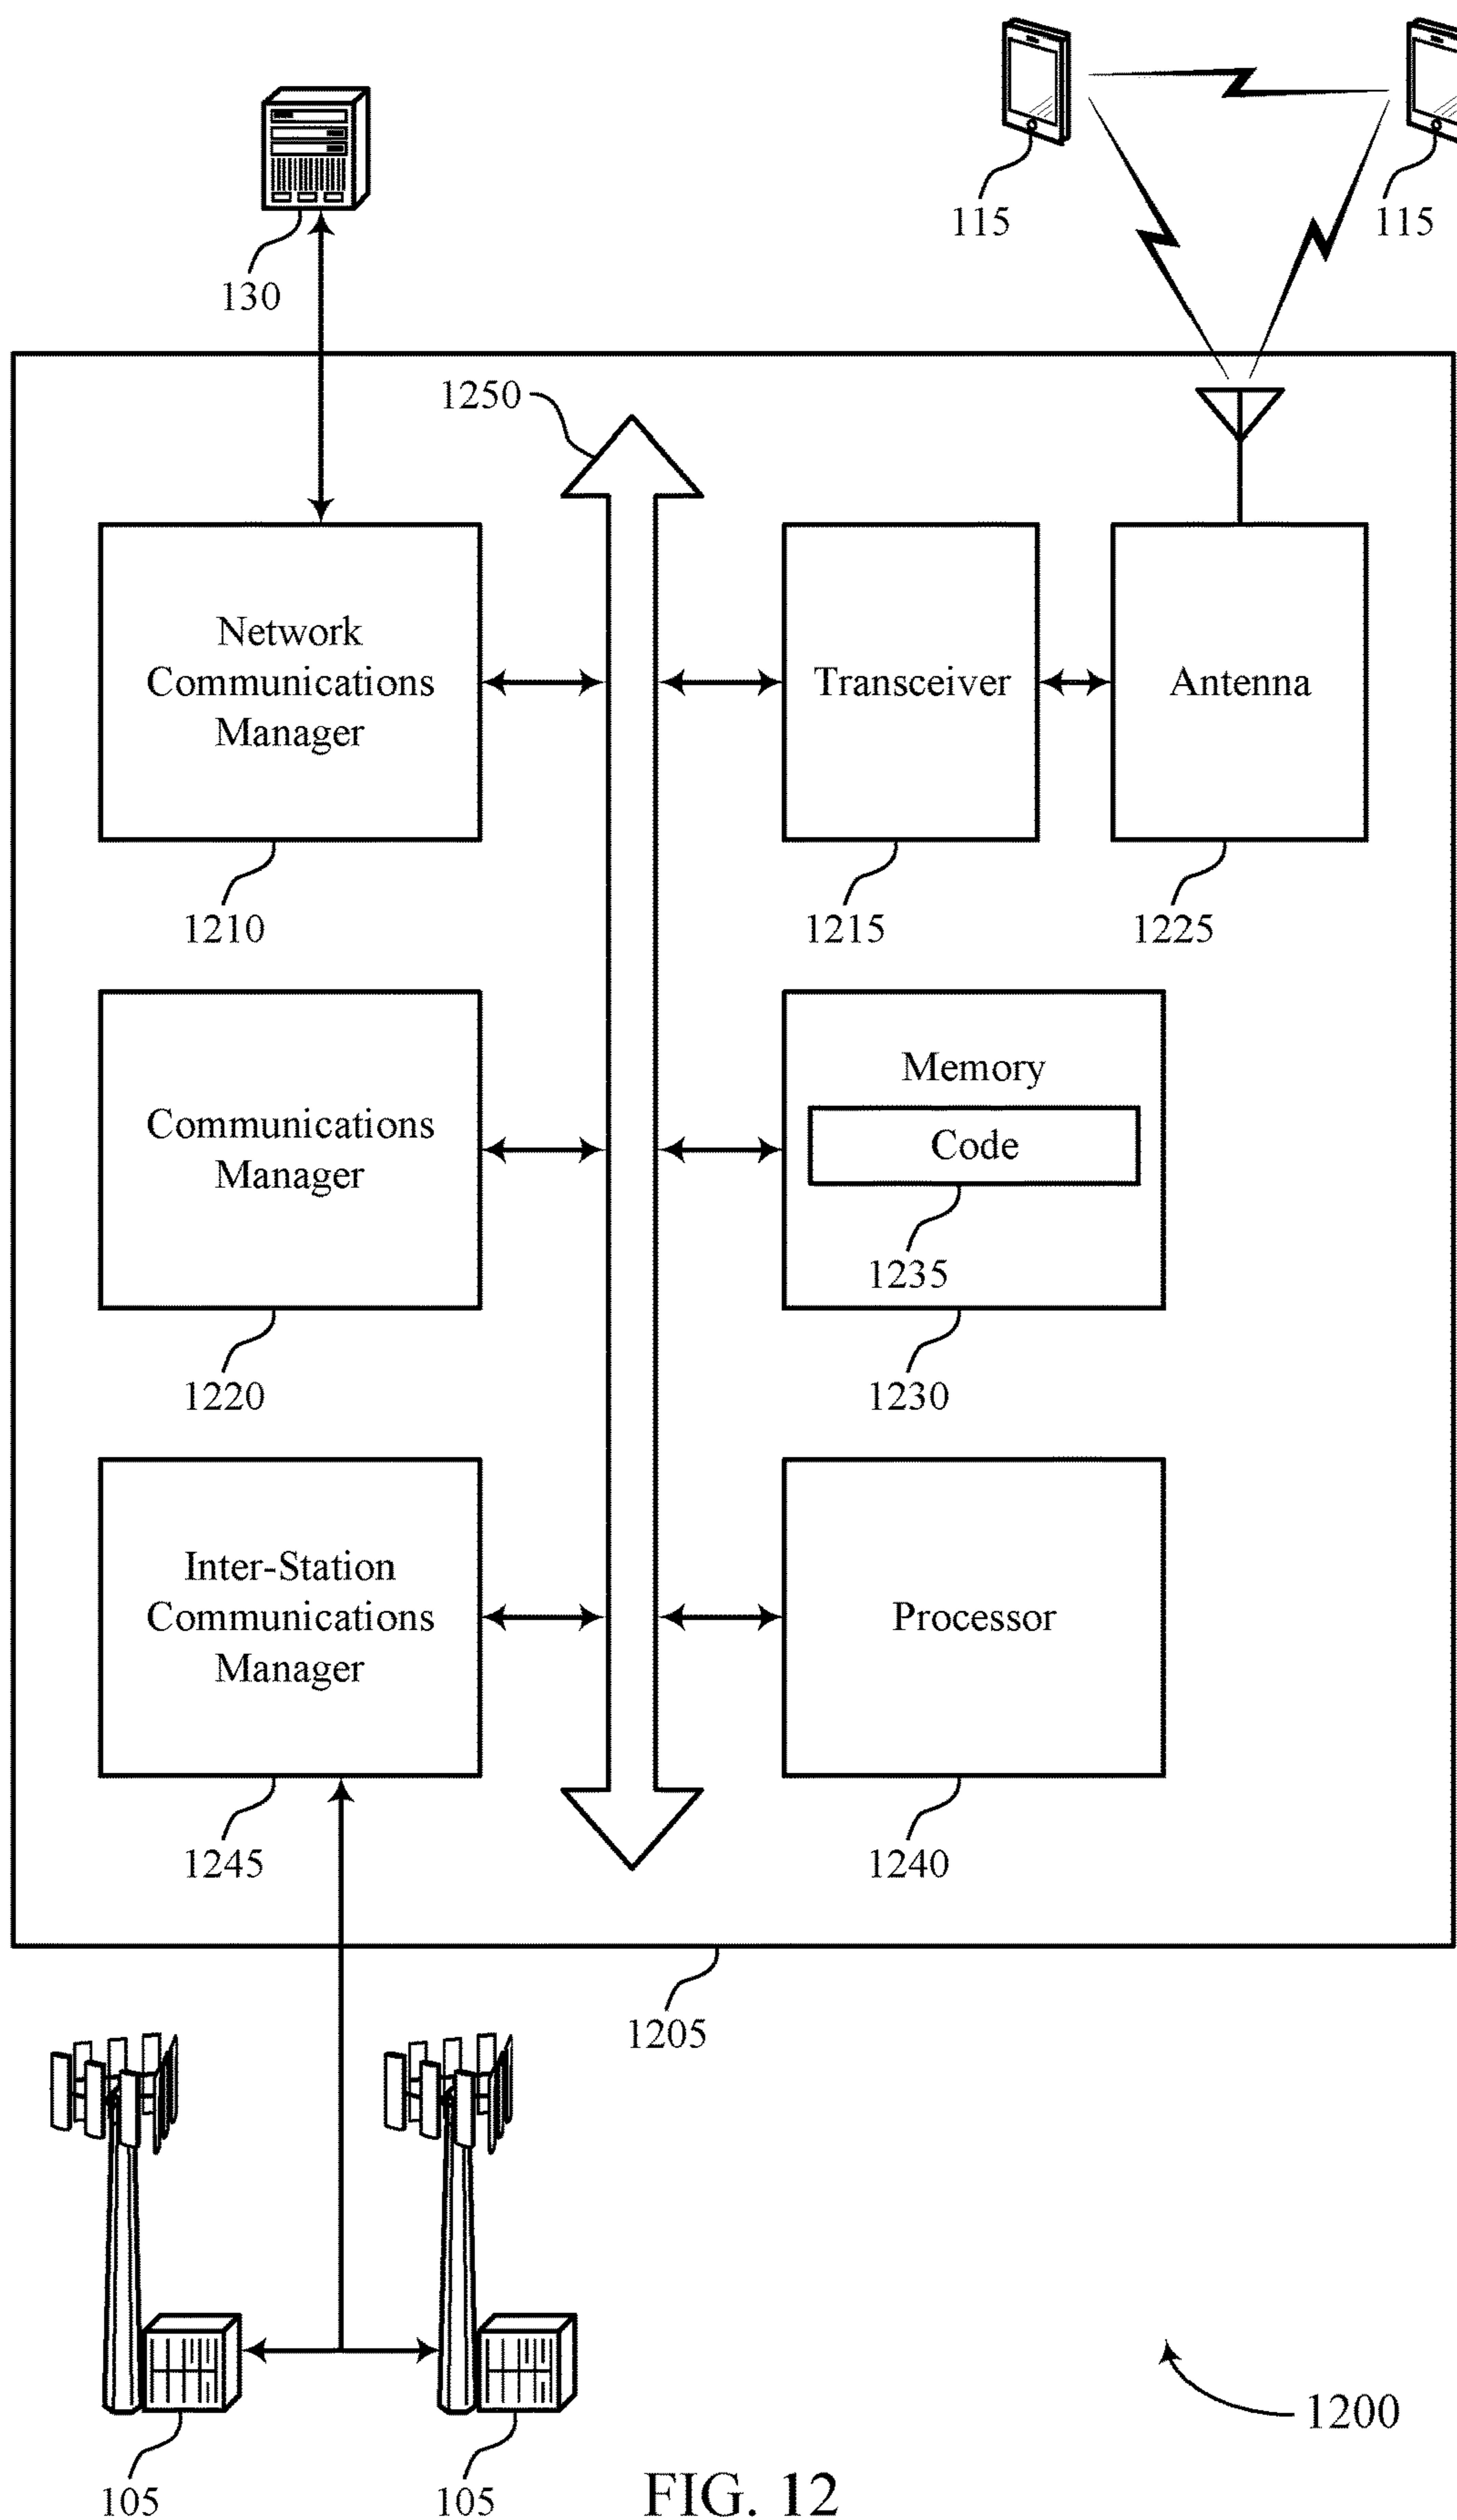 115
115
130
1250
Network
Communications
Manager
Transceiver
Antenna
1210
1215
1225
Communications
Manager
Memory
Code
1235
1220
1230
Inter-Station
Communications
Manager
Processor
1245
1240
1205
1200
105
105
FIG. 12